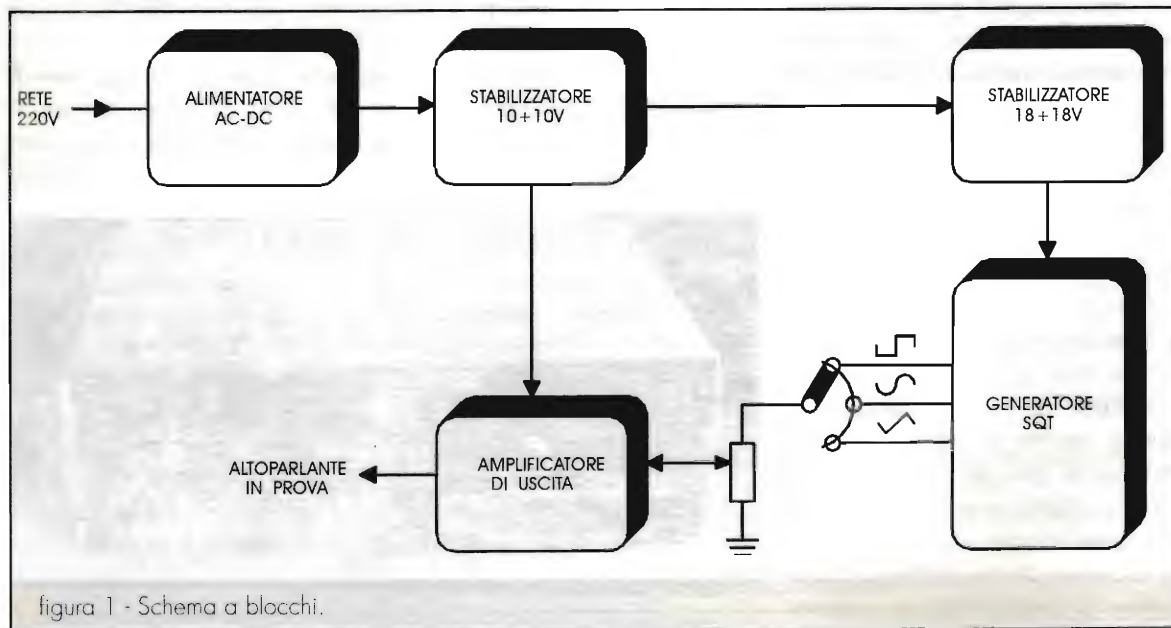 RETE
220V
ALIMENTATORE
AC-DC
STABILIZZATORE
10+10V
STABILIZZATORE
18+18V
GENERATORE
SQT
ALTOPARLANTE
IN PROVA
AMPLIFICATORE
DI USCITA
figura 1 - Schema a blocchi.